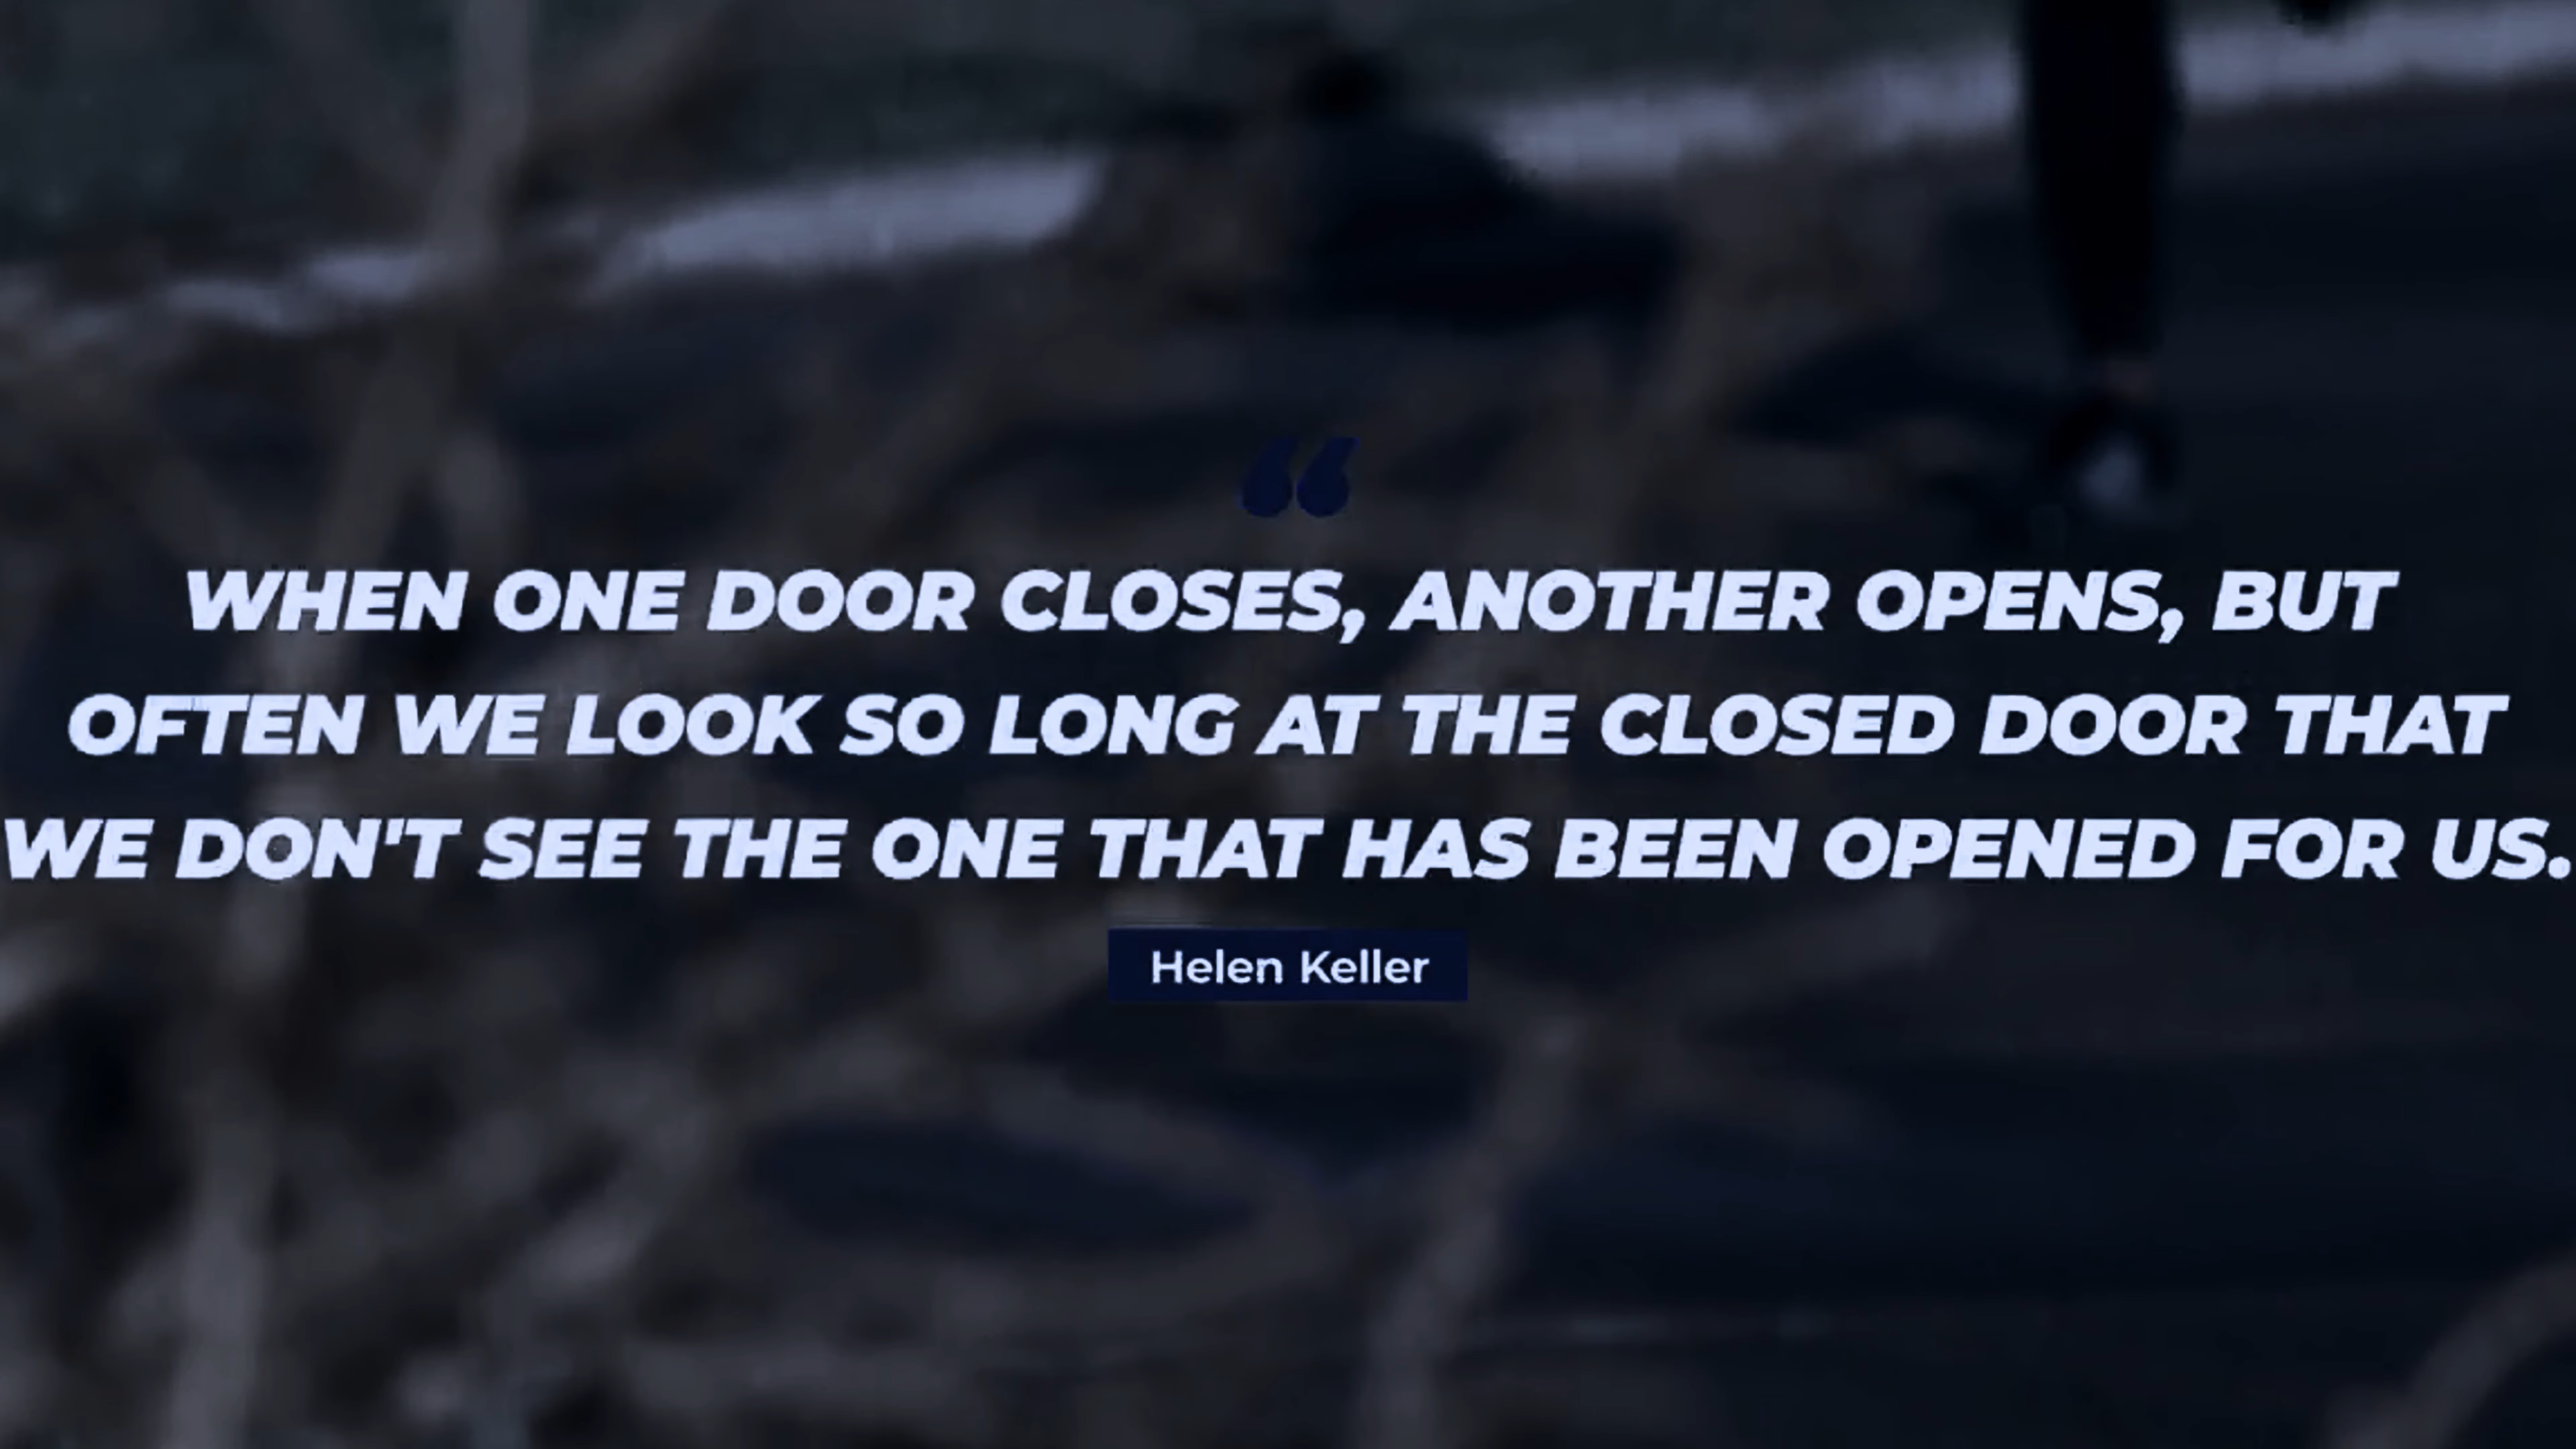 “
WHEN ONE DOOR CLOSES, ANOTHER OPENS, BUT
OFTEN WE LOOK SO LONG AT THE CLOSED DOOR THAT
WE DON'T SEE THE ONE THAT HAS BEEN OPENED FOR US.
Helen Keller